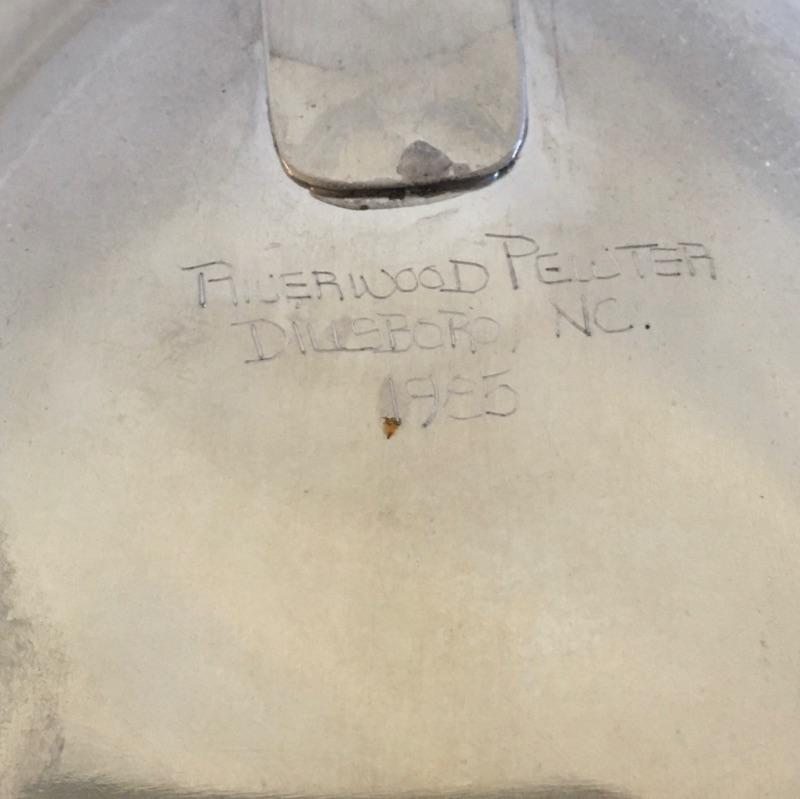 RIVERWOOD PEWTER
DILLSBORO, NC.
1985